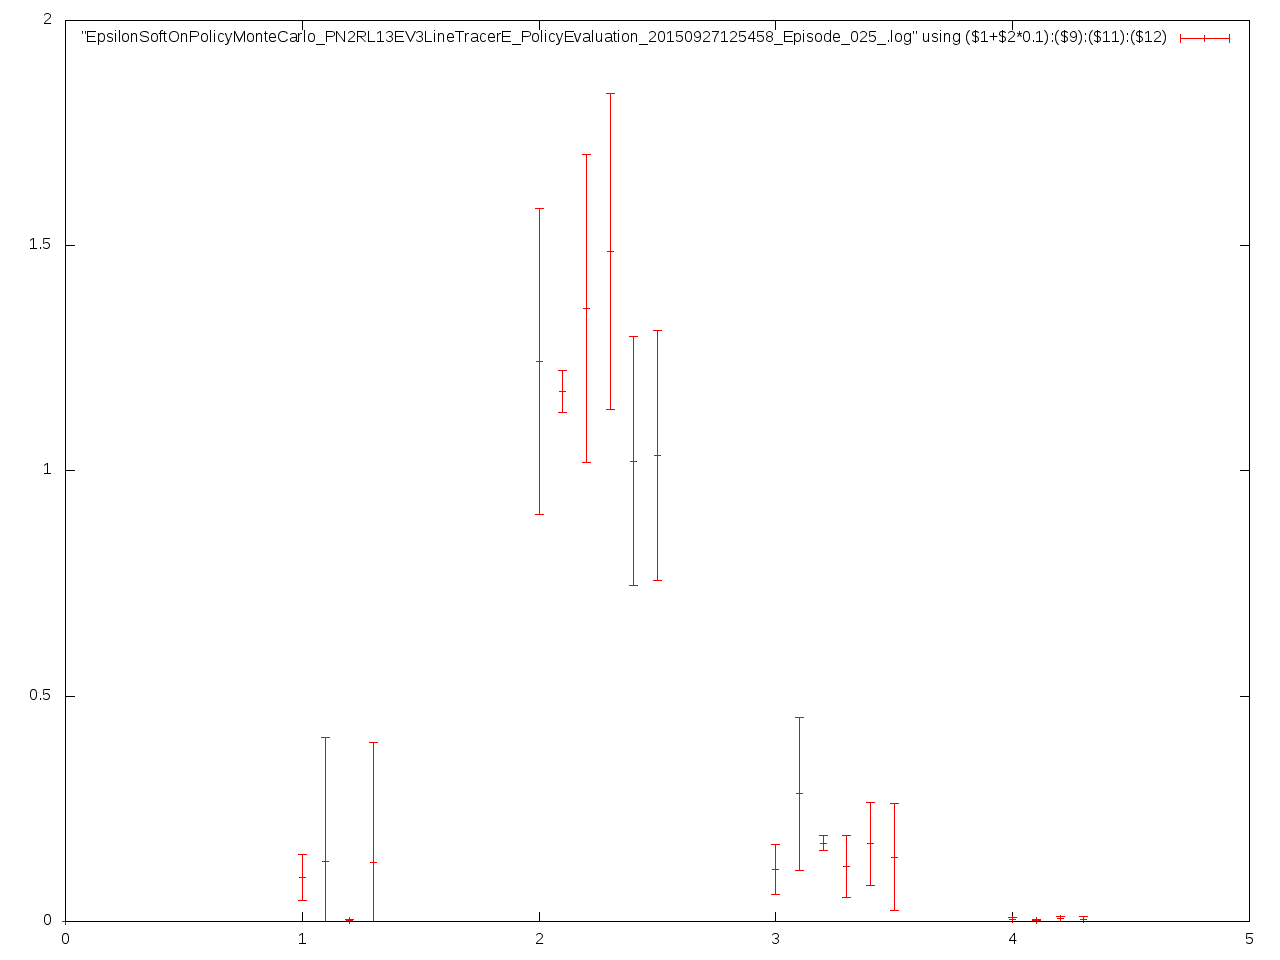 2
"EpsilonSoftOnPolicyMonteCarlo_PN2RL13EV3LineTracerE_PolicyEvaluation_20150927125458_Episode_025_.log" using ($1+$2*0.1):($9):($11):($12)
1.5
1
0.5
0
0 1 2 3 4 5